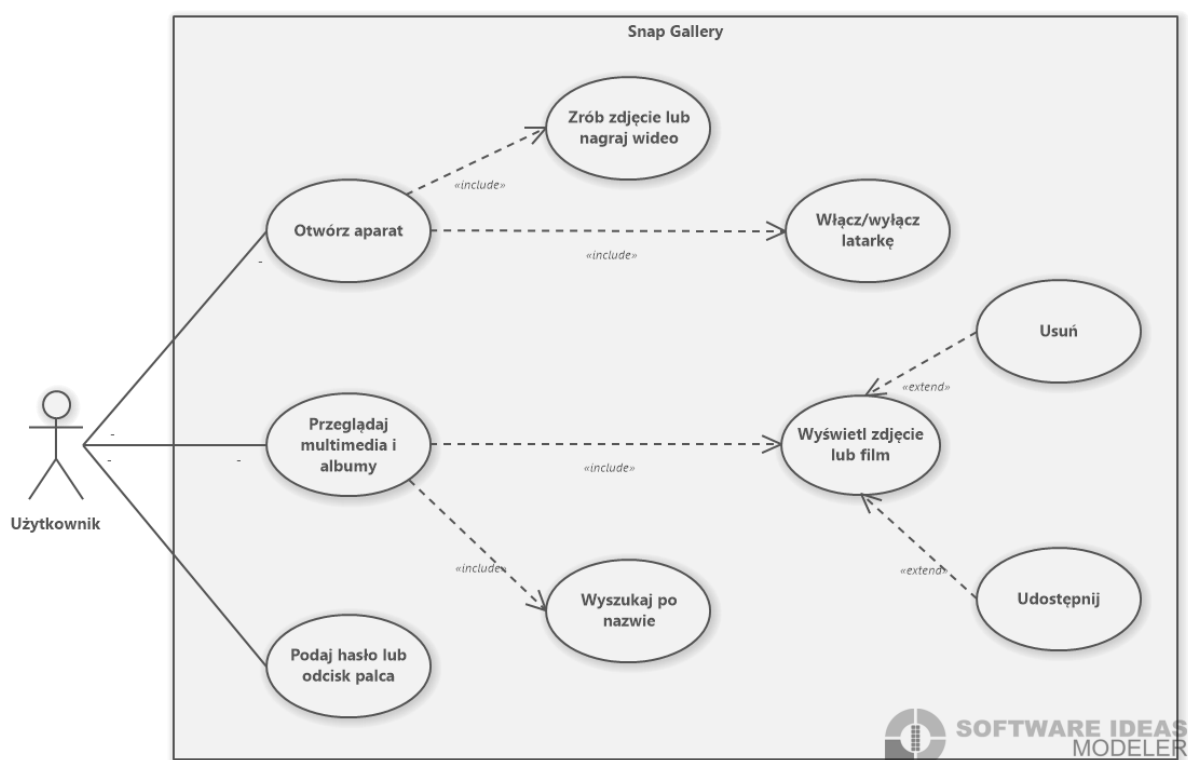 Snap Gallery
Zrób zdjęcie lub
nagraj wideo
«include»
Otwórz aparat
Włącz/wyłącz
latarkę
«include»
-
Usuń
«extend»
Przeglądaj
multimedia i
albumy
-
-
-
«include»
Wyświetl zdjęcie
lub film
Użytkownik
«include»
Wyszukaj po
nazwie
«extend»
Udostępnij
Podaj hasło lub
odcisk palca
SOFTWARE IDEAS
MODELER